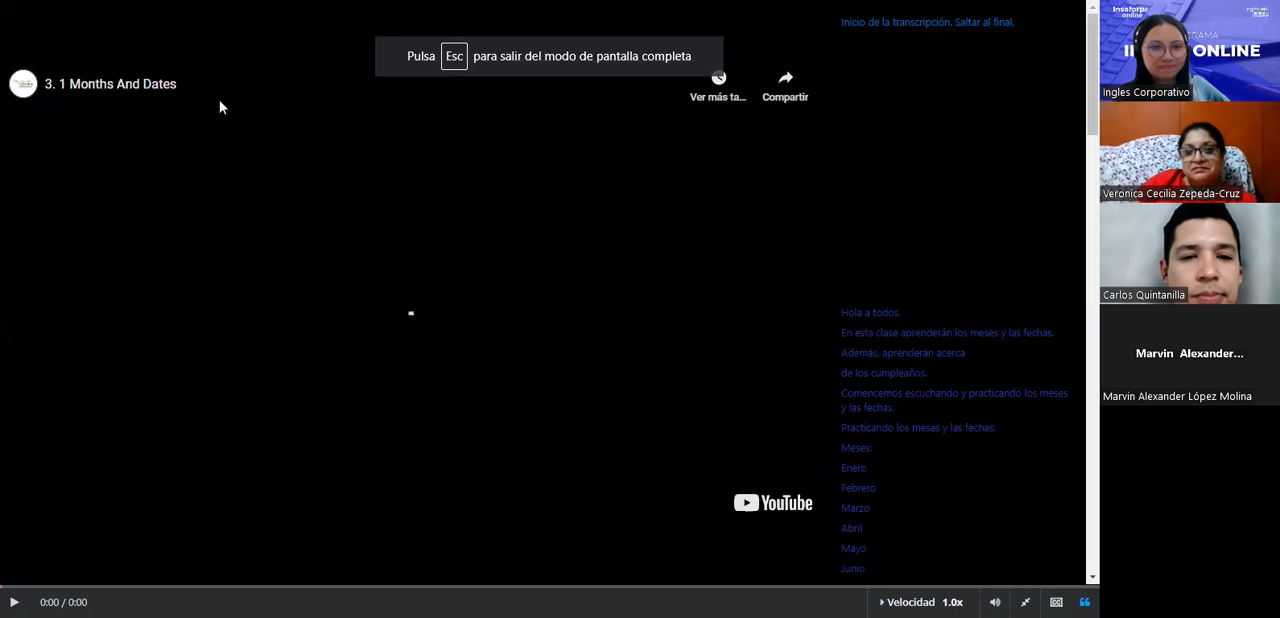 Inicio de la transcripción. Saltar al final.
Pulsa Esc para salir del modo de pantalla completa
3. 1 Months And Dates
Ver más ta...
Compartir
Hola a todos.
En esta clase aprenderán los meses y las fechas.
Además, aprenderán acerca
de los cumpleaños.
Comencemos escuchando y practicando los meses
y las fechas.
Practicando los meses y las fechas:
Meses:
Enero
Febrero
Marzo
Abril
Mayo
Junio
YouTube
0:00 / 0:00
Velocidad 1.0x
Insaforp
online
ONLINE
Ingles Corporativo
Veronica Cecilia Zepeda-Cruz
Carlos Quintanilla
Marvin Alexander...
Marvin Alexander López Molina